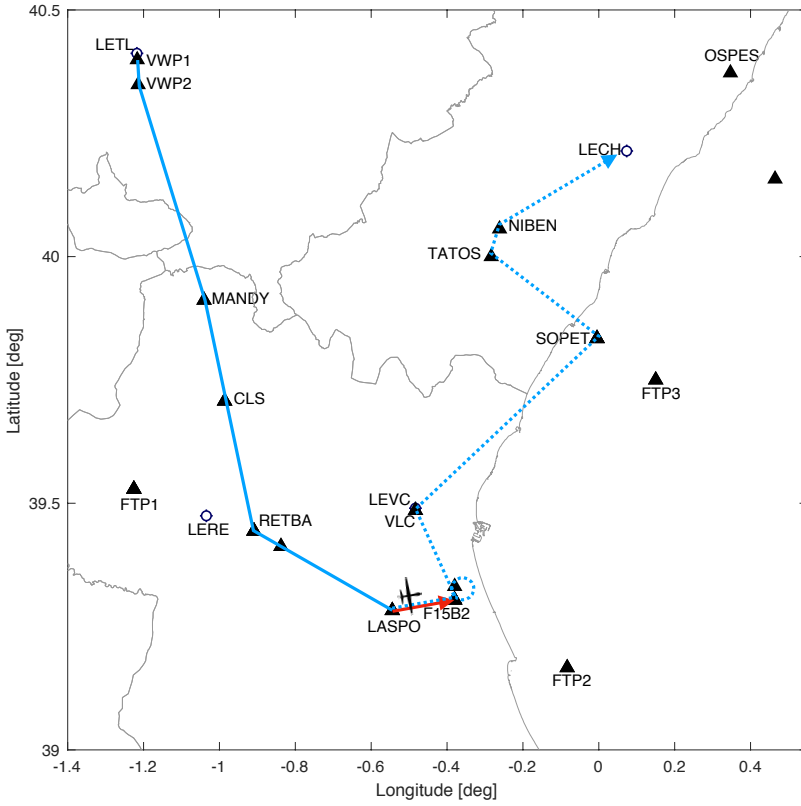 40.5
LETL
VWP1
VWP2
OSPES
LECH
NIBEN
40
TATOS
MANDY
SOPET
CLS
FTP3
Latitude [deg]
39.5
FTP1
LEVC
VLC
LERE
RETBA
F15B2
LASPO
FTP2
39
-1.4 -1.2 -1 -0.8 -0.6 -0.4 -0.2 0 0.2 0.4
Longitude [deg]